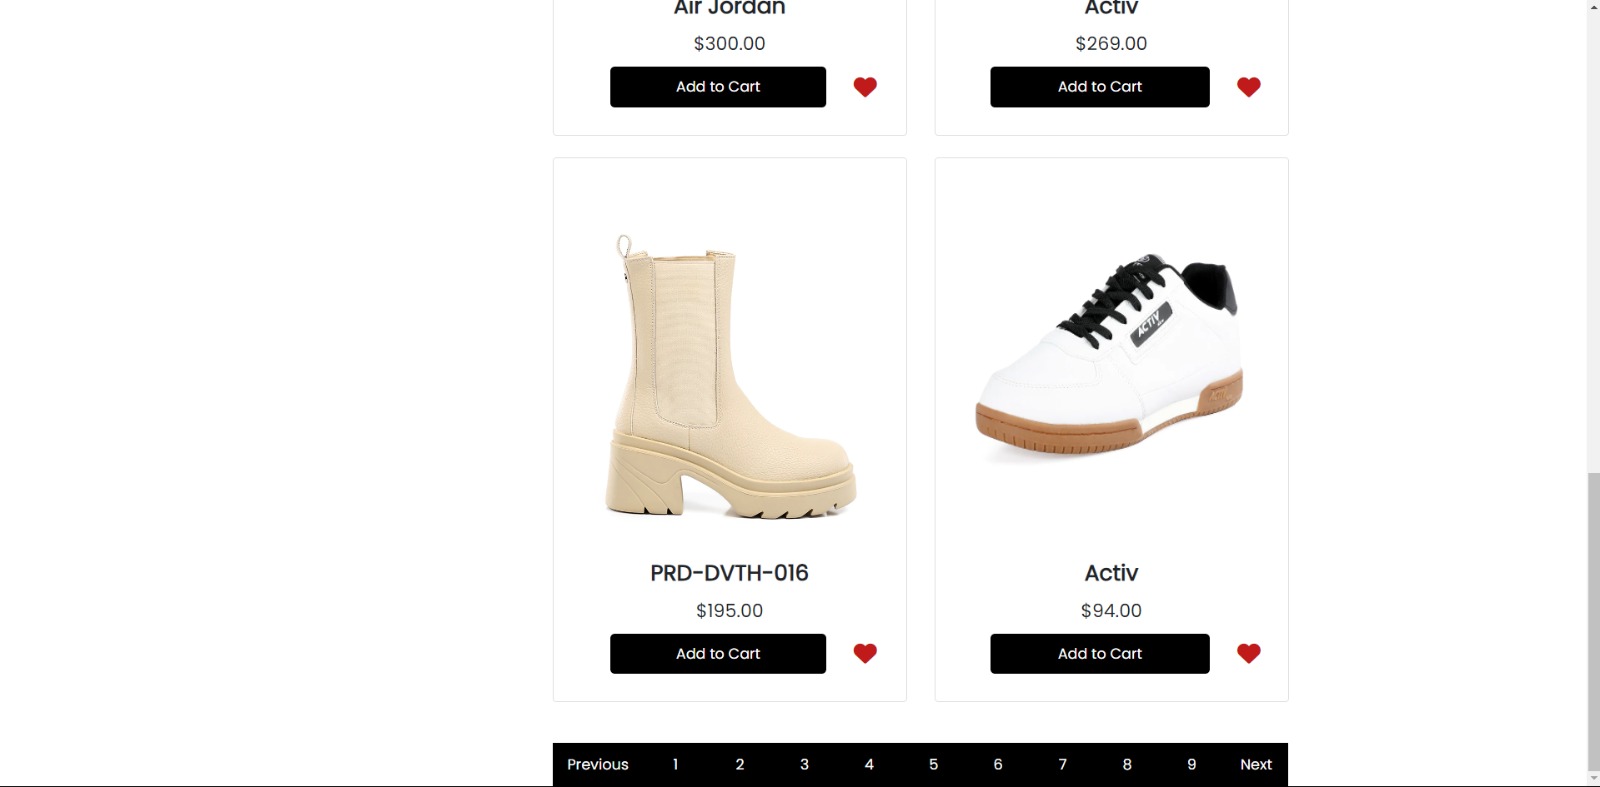 Air Jordan
Activ
$300.00
$269.00
Add to Cart
Add to Cart
ACTIV
PRD-DVTH-016
Activ
$195.00
$94.00
Add to Cart
Add to Cart
Previous 1 2 3 4 5 6 7 8 9 Next